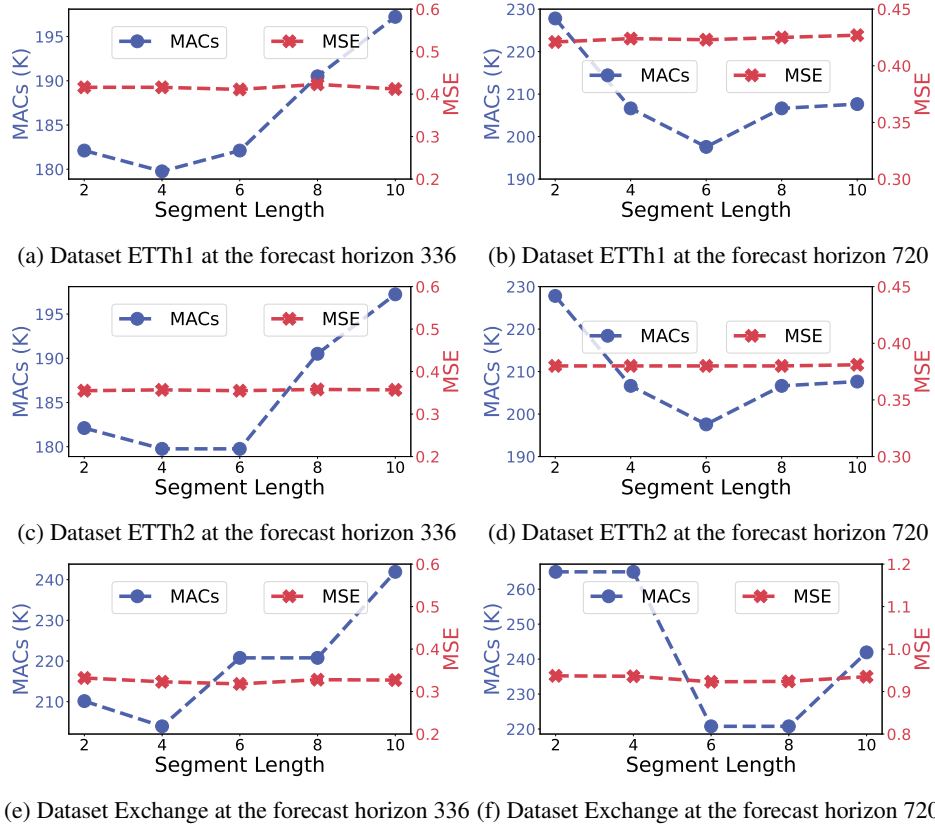 195
190
185
180
MACs (K)
MACs
MSE
0.6
0.5
0.4
0.3
0.2
MSE
2 4 6 8 10
Segment Length
(a) Dataset ETTh1 at the forecast horizon 336
230
220
210
200
190
MACs (K)
MACs
MSE
0.45
0.40
0.35
0.30
MSE
2 4 6 8 10
Segment Length
(b) Dataset ETTh1 at the forecast horizon 720
195
190
185
180
MACs (K)
MACs
MSE
0.6
0.5
0.4
0.3
0.2
MSE
2 4 6 8 10
Segment Length
(c) Dataset ETTh2 at the forecast horizon 336
230
220
210
200
190
MACs (K)
MACs
MSE
0.45
0.40
0.35
0.30
MSE
2 4 6 8 10
Segment Length
(d) Dataset ETTh2 at the forecast horizon 720
240
230
220
210
MACs (K)
MACs
MSE
0.6
0.5
0.4
0.3
0.2
MSE
2 4 6 8 10
Segment Length
(e) Dataset Exchange at the forecast horizon 336
260
250
240
230
220
MACs (K)
MACs
MSE
1.2
1.1
1.0
0.9
0.8
MSE
2 4 6 8 10
Segment Length
(f) Dataset Exchange at the forecast horizon 720